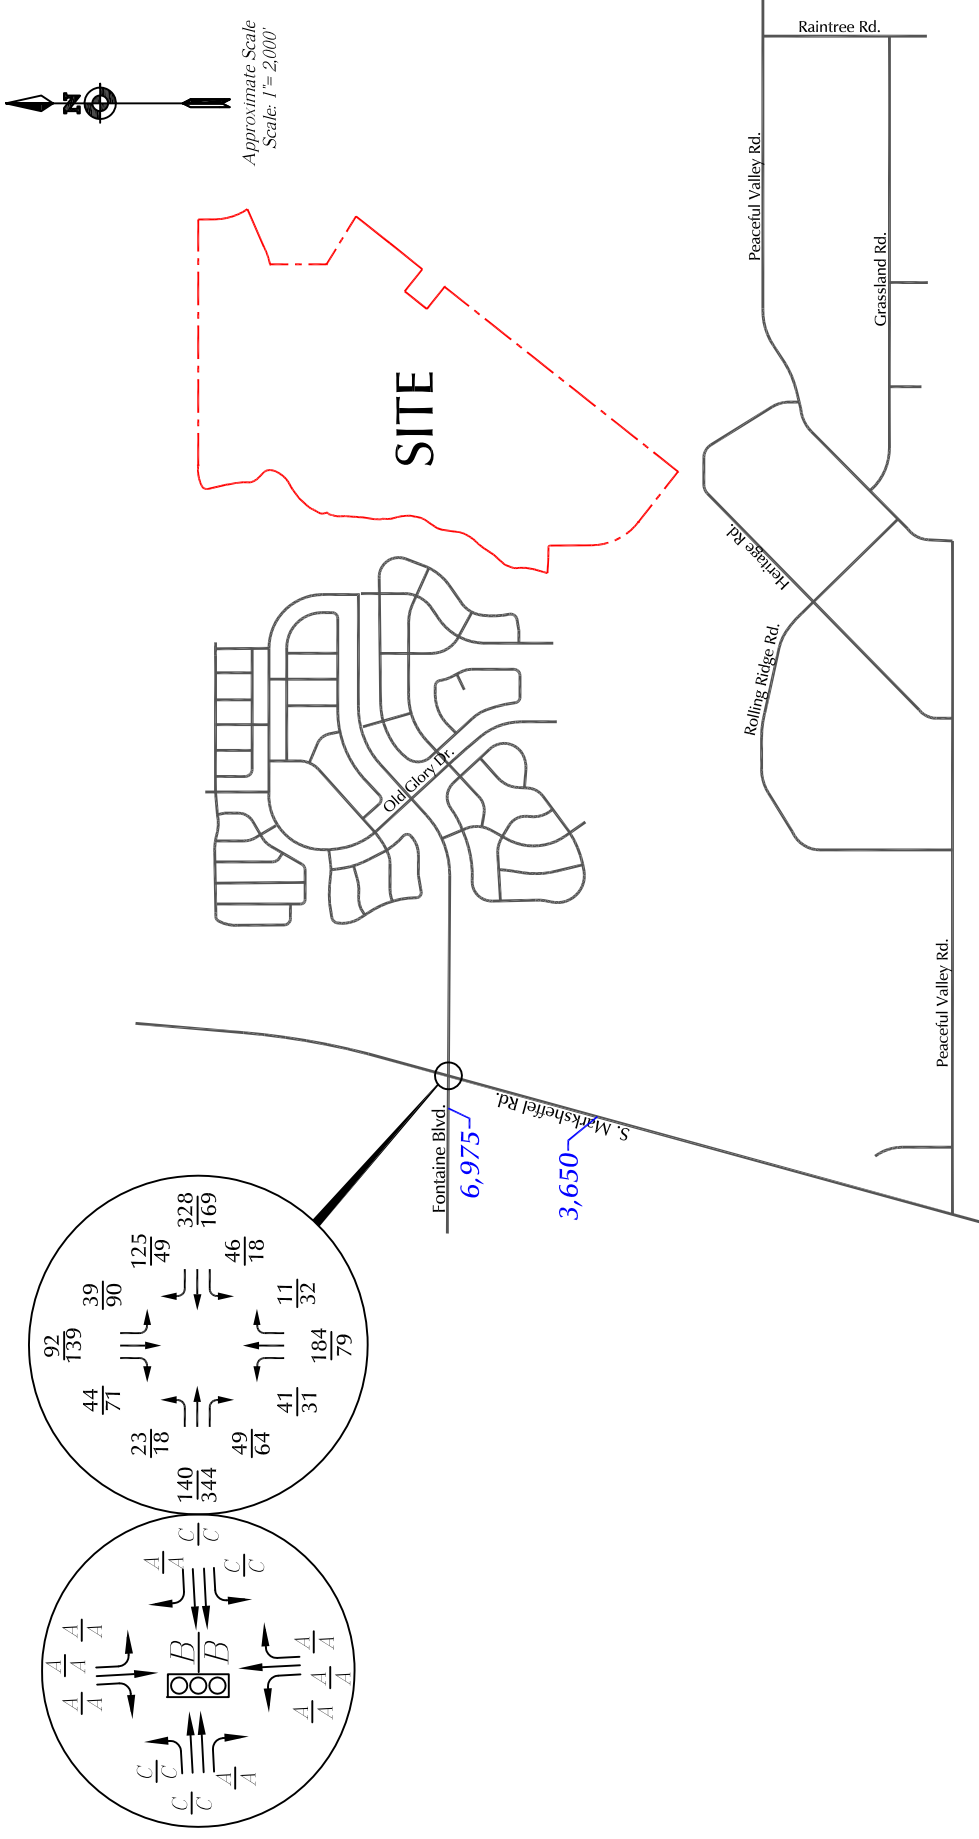 N
Approximate Scale
Scale: 1"= 2,000'
Raintree Rd.
Peaceful Valley Rd.
Grassland Rd.
SITE
Heritage Rd.
Rolling Ridge Rd.
Old Glory Dr.
Peaceful Valley Rd.
S. Marksheffel Rd.
Fontaine Blvd.
6,975
3,650
328
169
125
49
46
18
39
90
11
32
92
139
184
79
44
71
41
31
23
18
49
64
140
344
C
C
A
A
C
C
A
A
A
A
A
A
B
B
A
A
A
A
A
A
C
C
A
A
C
C